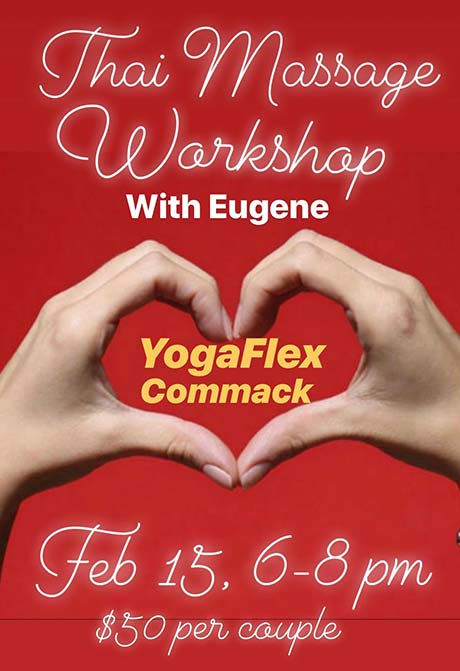 Thai Massage
Workshop
With Eugene
YogaFlex
Commack
Feb 15, 6-8 pm
$50 per couple